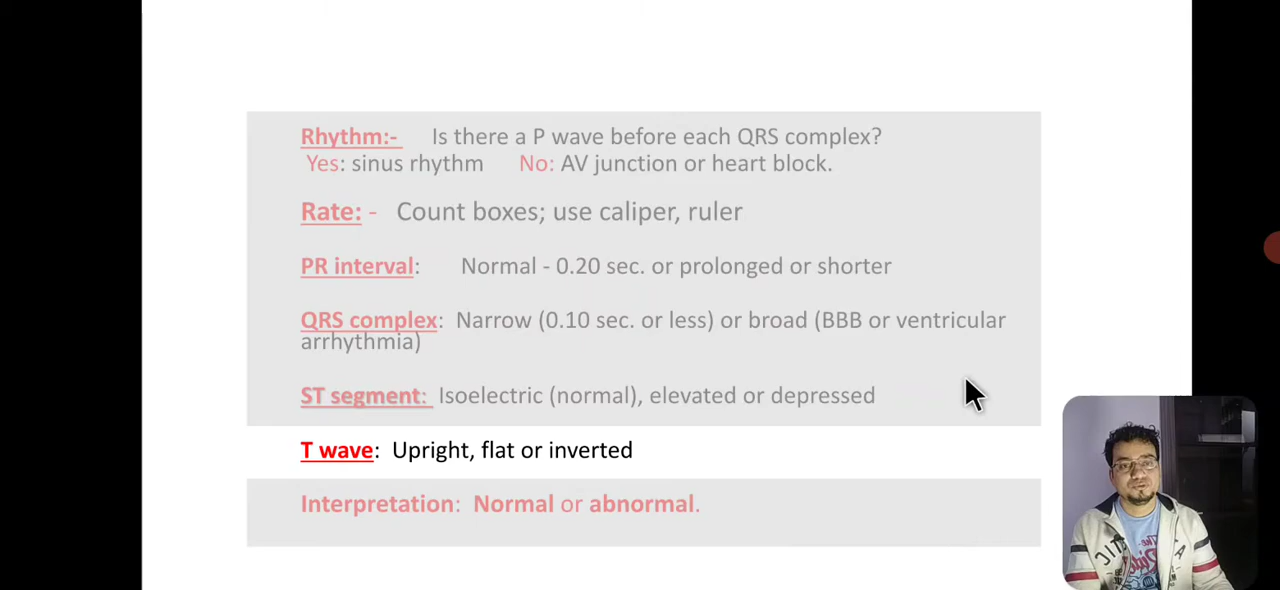 Rhythm:- Is there a P wave before each QRS complex?
Yes: sinus rhythm No: AV junction or heart block.
Rate: - Count boxes; use caliper, ruler
PR interval: Normal - 0.20 sec. or prolonged or shorter
QRS complex: Narrow (0.10 sec. or less) or broad (BBB or ventricular
arrhythmia)
ST segment: Isoelectric (normal), elevated or depressed
T wave: Upright, flat or inverted
Interpretation: Normal or abnormal.